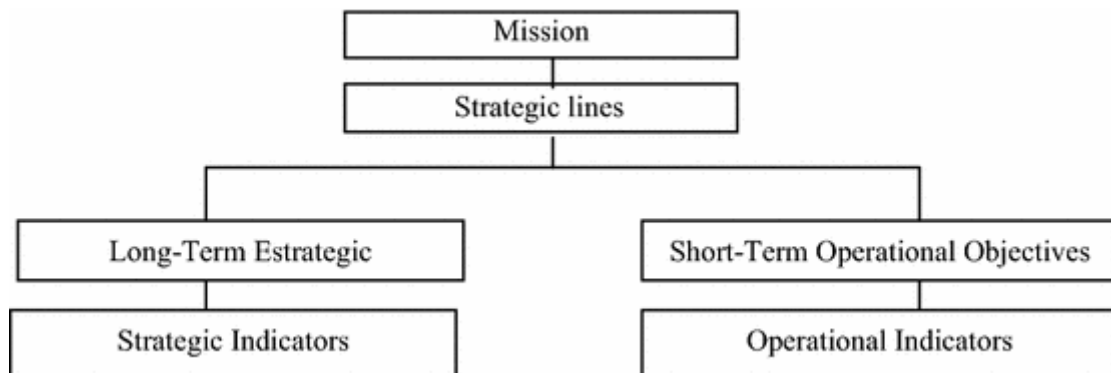 Mission
Strategic lines
Long-Term Estrategic
Short-Term Operational Objectives
Strategic Indicators
Operational Indicators